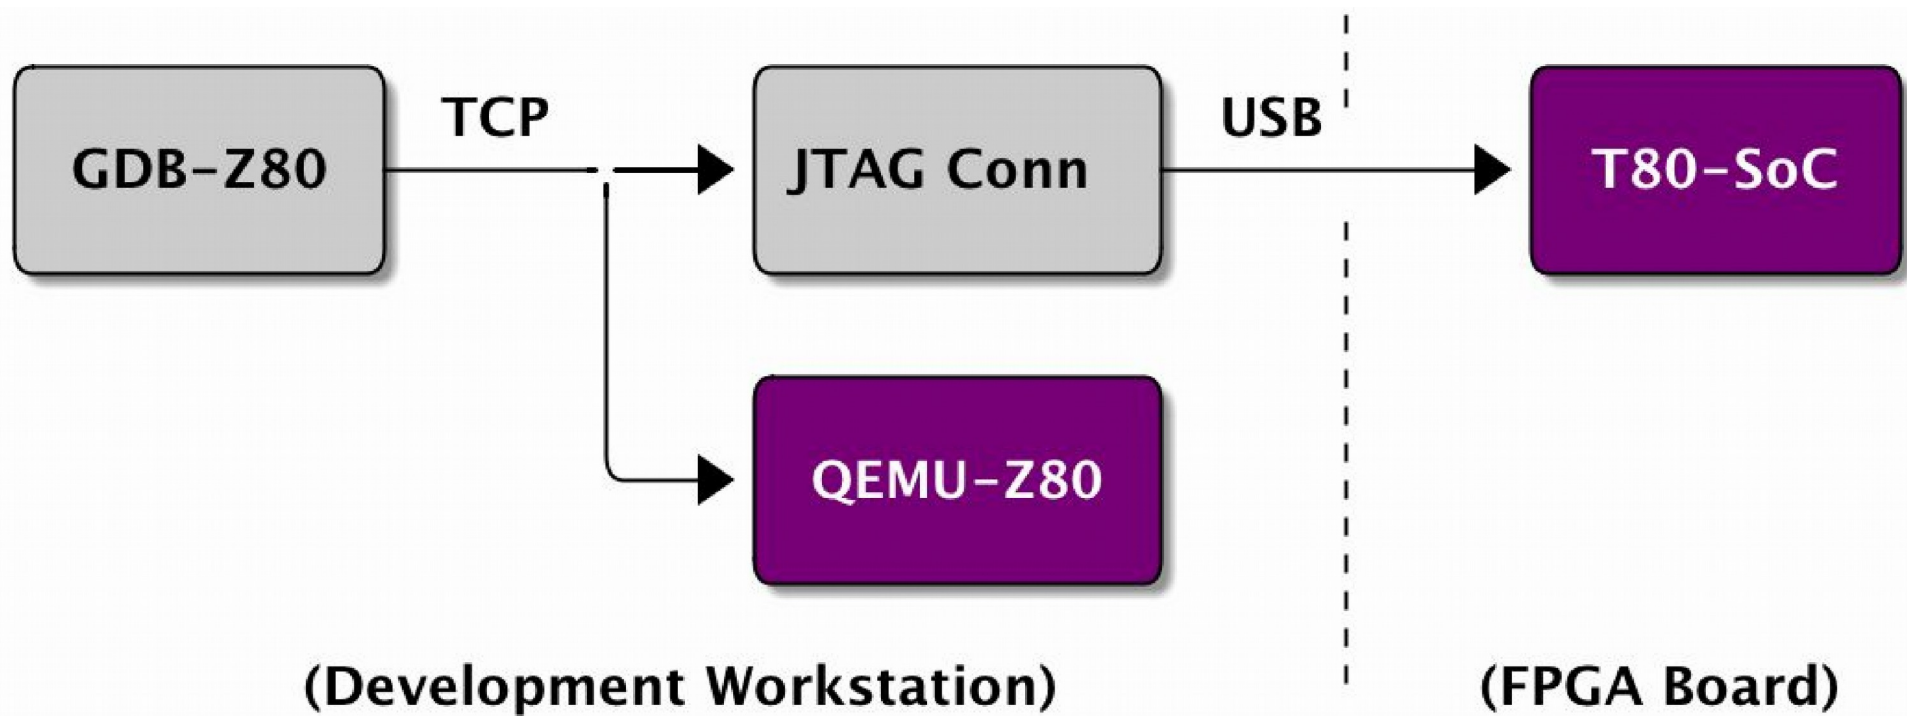 TCP
USB
GDB-Z80
JTAG Conn
T80-SoC
QEMU-Z80
(Development Workstation)
(FPGA Board)